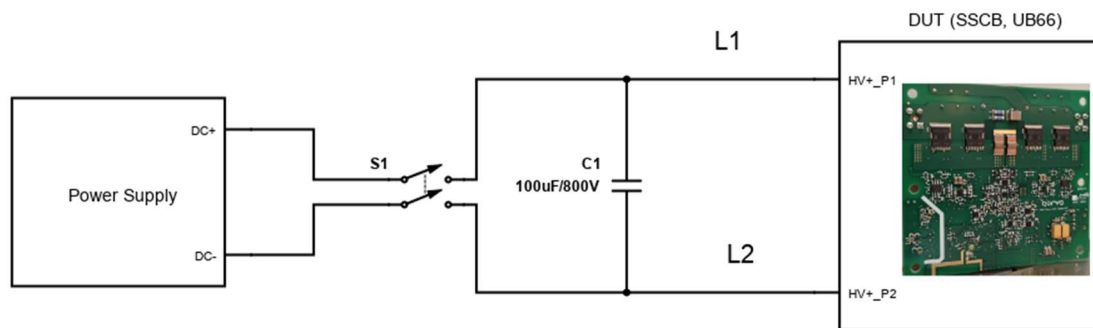 DUT (SSCB, UB66)
L1
HV+_P1
DC+
S1
C1
100uF/800V
Power Supply
L2
DC-
HV+_P2